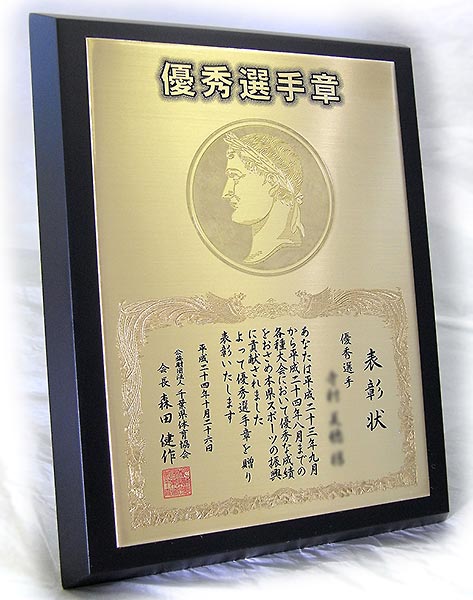 優秀選手章
表彰状
優秀選手
あなたは平成二十三年九月
から平成二十四年八月までの
各種大会において優秀な成績
をおさめ本県スポーツの振興
に貢献されました
よって優秀選手章を贈り
表彰いたします
平成二十四年十月二十六日
公益財団法人 千葉県体育協会
会長 森田健作